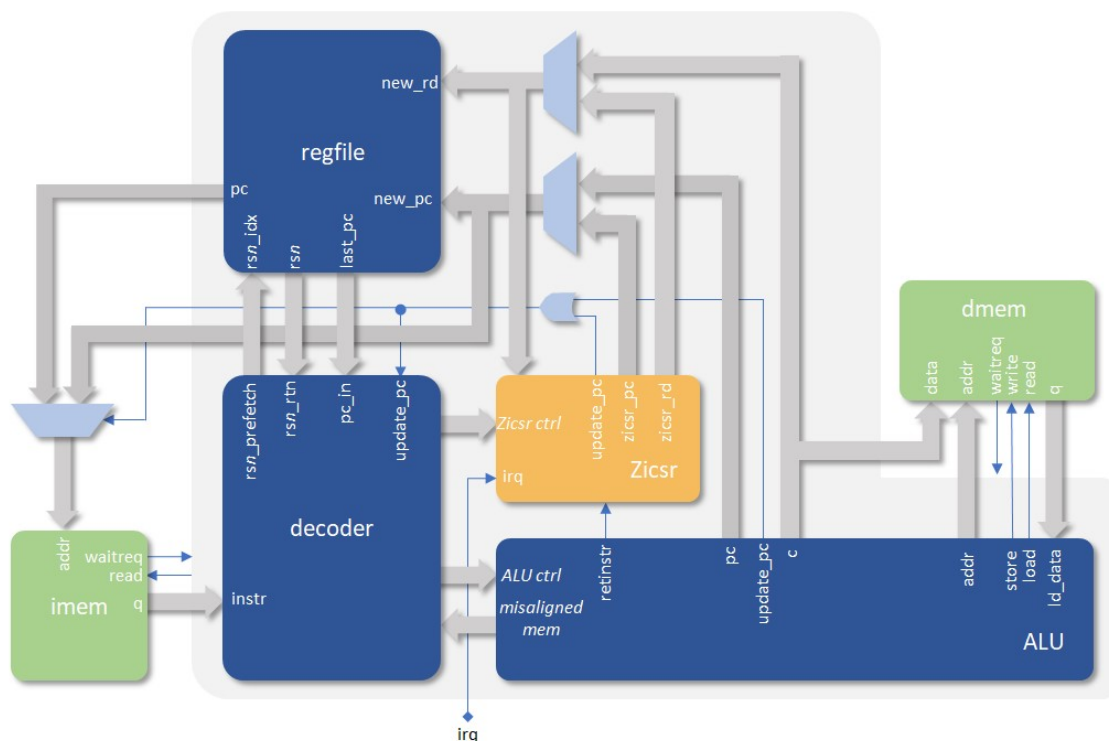 new_rd
regfile
pc
new_pc
rsn_idx
rsn
last_pc
dmem
data
addr
waitreq
write
read
q
rsn_prefetch
rsn_rtn
pc_in
update_pc
Zicsr ctrl
update_pc
zicsr_pc
zicsr_rd
Zicsr
irq
decoder
addr
waitreq
read
imem
q
instr
ALU ctrl
misaligned
mem
retinstr
pc
update_pc
c
addr
store
load
ld_data
ALU
irq